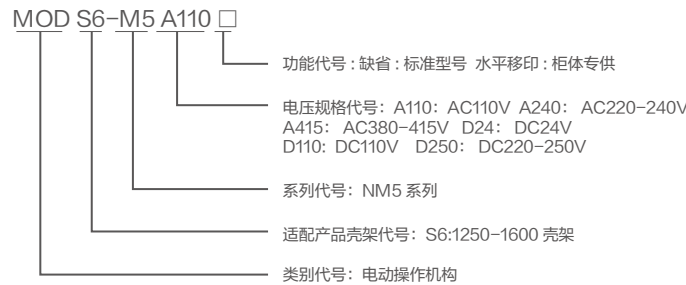 MOD S6-M5 A110 □
功能代号：缺省：标准型号 水平移印：柜体专供
电压规格代号：A110：AC110V A240： AC220-240V
A415： AC380-415V D24： DC24V
D110: DC110V D250： DC220-250V
系列代号：NM5 系列
适配产品壳架代号：S6:1250-1600 壳架
类别代号：电动操作机构